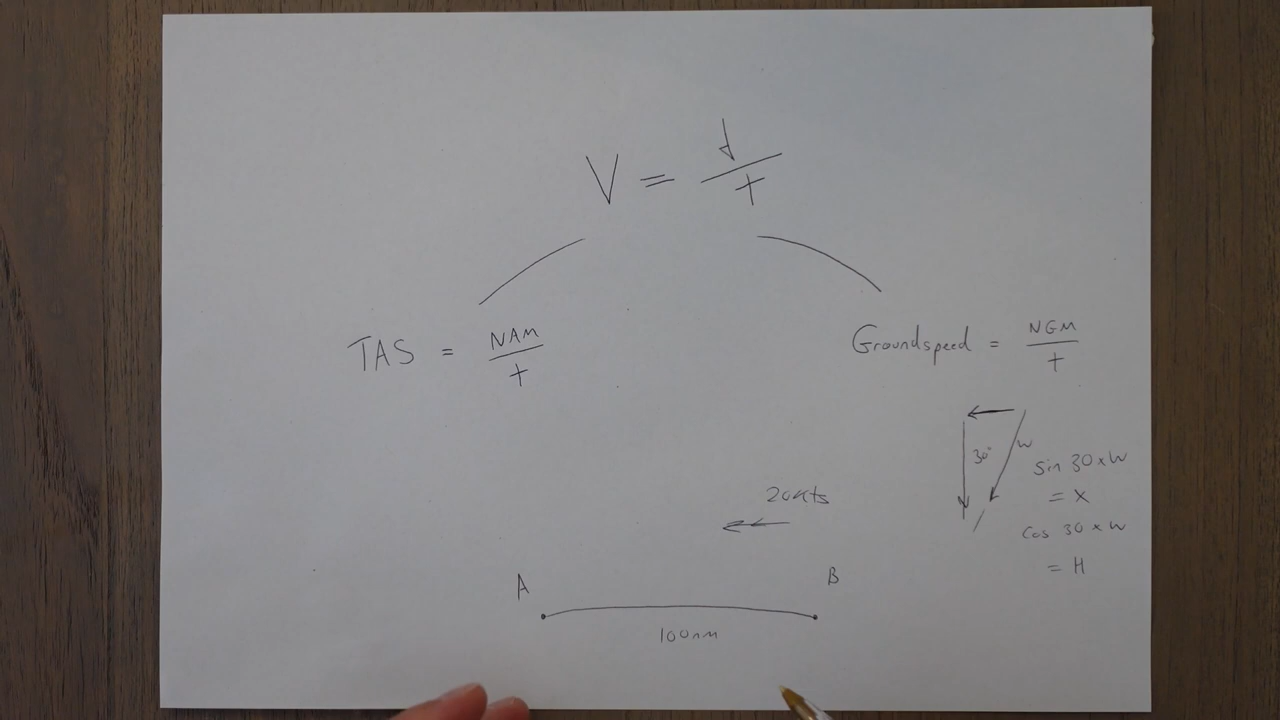 V = d/t
TAS = NAM/t
Groundspeed = NGM/t
30°
W
Sin 30 x W
= X
Cos 30 x W
= H
20kts
A
B
100nm